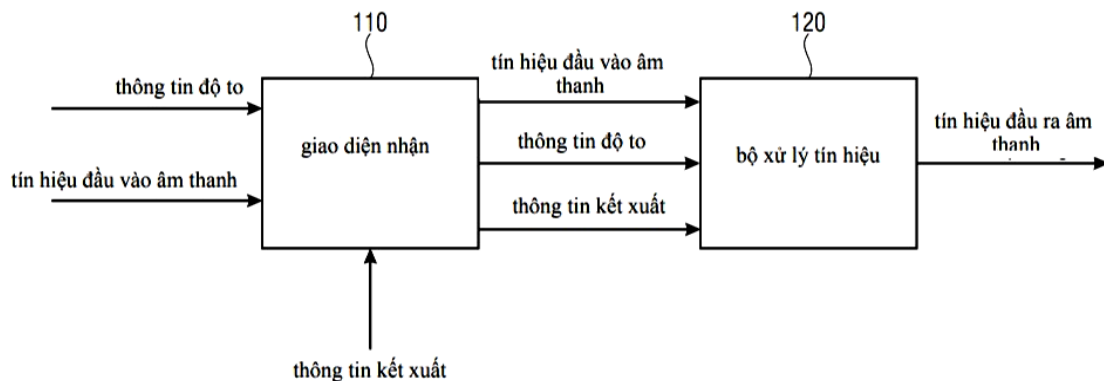 110
120
thông tin độ to
tín hiệu đầu vào âm thanh
giao diện nhận
tín hiệu đầu vào âm
thanh
thông tin độ to
thông tin kết xuất
bộ xử lý tín hiệu
tín hiệu đầu ra âm
thanh
thông tin kết xuất